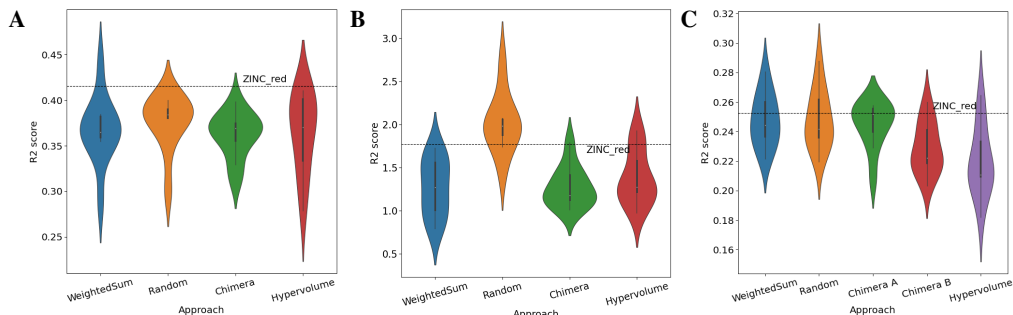 A
R2 score
0.45
0.40
0.35
0.30
0.25
ZINC_red
WeightedSum
Random
Chimera
Hypervolume
Approach
B
R2 score
3.0
2.5
2.0
1.5
1.0
0.5
ZINC_red
WeightedSum
Random
Chimera
Hypervolume
Approach
C
R2 score
0.32
0.30
0.28
0.26
0.24
0.22
0.20
0.18
0.16
ZINC_red
WeightedSum
Random
Chimera A
Chimera B
Hypervolume
Approach